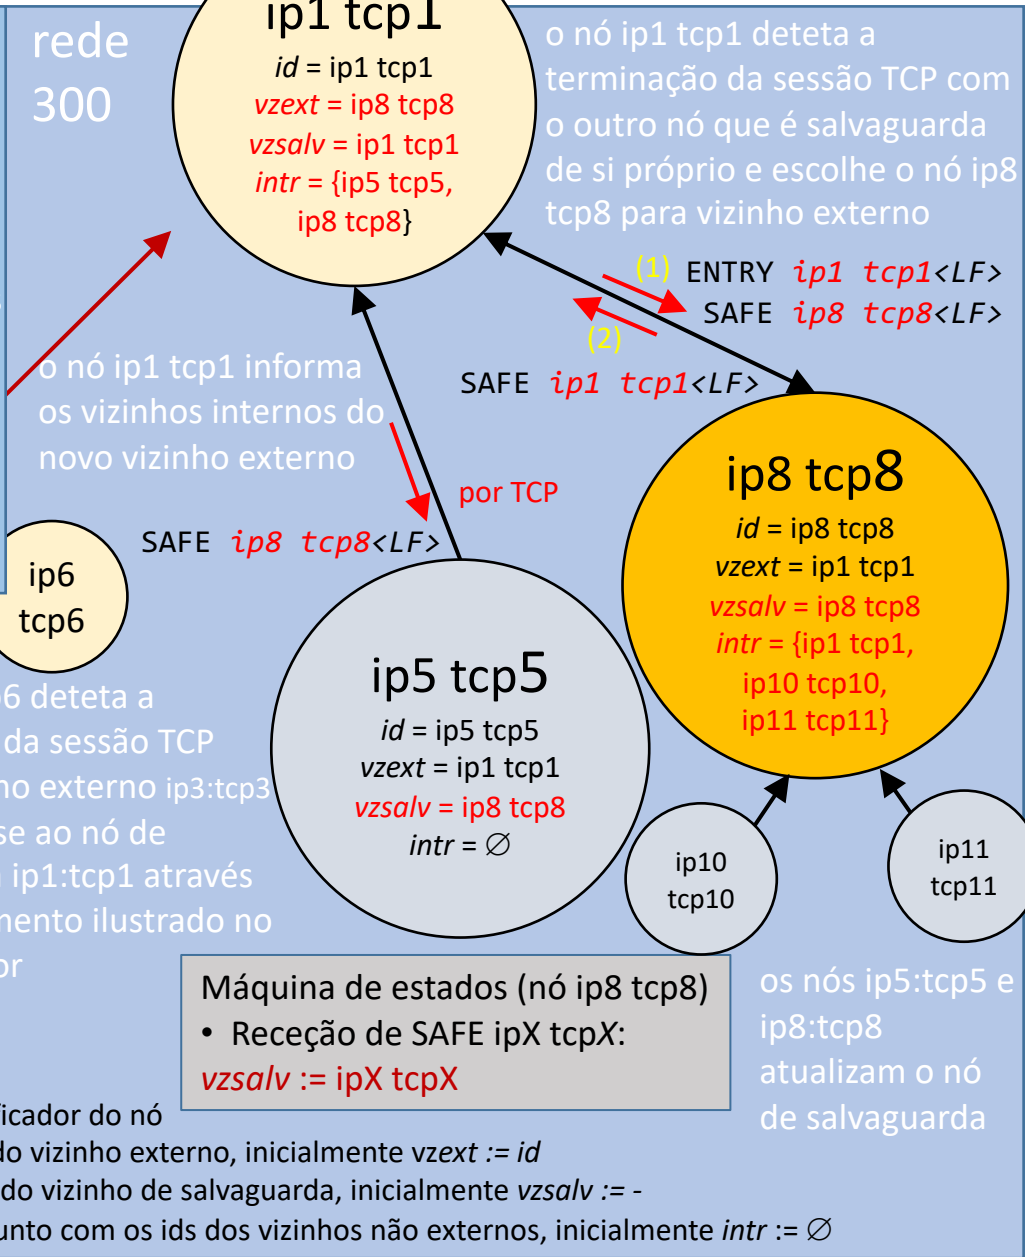 rede
300
ip1 tcp1
id = ip1 tcp1
vzext = ip8 tcp8
vzsalv = ip1 tcp1
intr = {ip5 tcp5,
ip8 tcp8}
o nó ip1 tcp1 deteta a
terminação da sessão TCP com
o outro nó que é salvaguarda
de si próprio e escolhe o nó ip8
tcp8 para vizinho externo
(1) ENTRY ip1 tcp1<LF>
SAFE ip8 tcp8<LF>
(2)
SAFE ip1 tcp1<LF>
o nó ip1 tcp1 informa
os vizinhos internos do
novo vizinho externo
por TCP
SAFE ip8 tcp8<LF>
ip8 tcp8
id = ip8 tcp8
vzext = ip1 tcp1
vzsalv = ip8 tcp8
intr = {ip1 tcp1,
ip10 tcp10,
ip11 tcp11}
ip6
tcp6
ip5 tcp5
id = ip5 tcp5
vzext = ip1 tcp1
vzsalv = ip8 tcp8
intr = ∅
deteta a
da sessão TCP
externo ip3:tcp3
se ao nó de
ip1:tcp1 através
ilustrado no
ip10
tcp10
ip11
tcp11
Máquina de estados (nó ip8 tcp8)
• Receção de SAFE ipX tcpX:
vzsalv := ipX tcpX
os nós ip5:tcp5 e
ip8:tcp8
atualizam o nó
de salvaguarda
ficador do nó
do vizinho externo, inicialmente vzext := id
do vizinho de salvaguarda, inicialmente vzsalv := -
unto com os ids dos vizinhos não externos, inicialmente intr := ∅